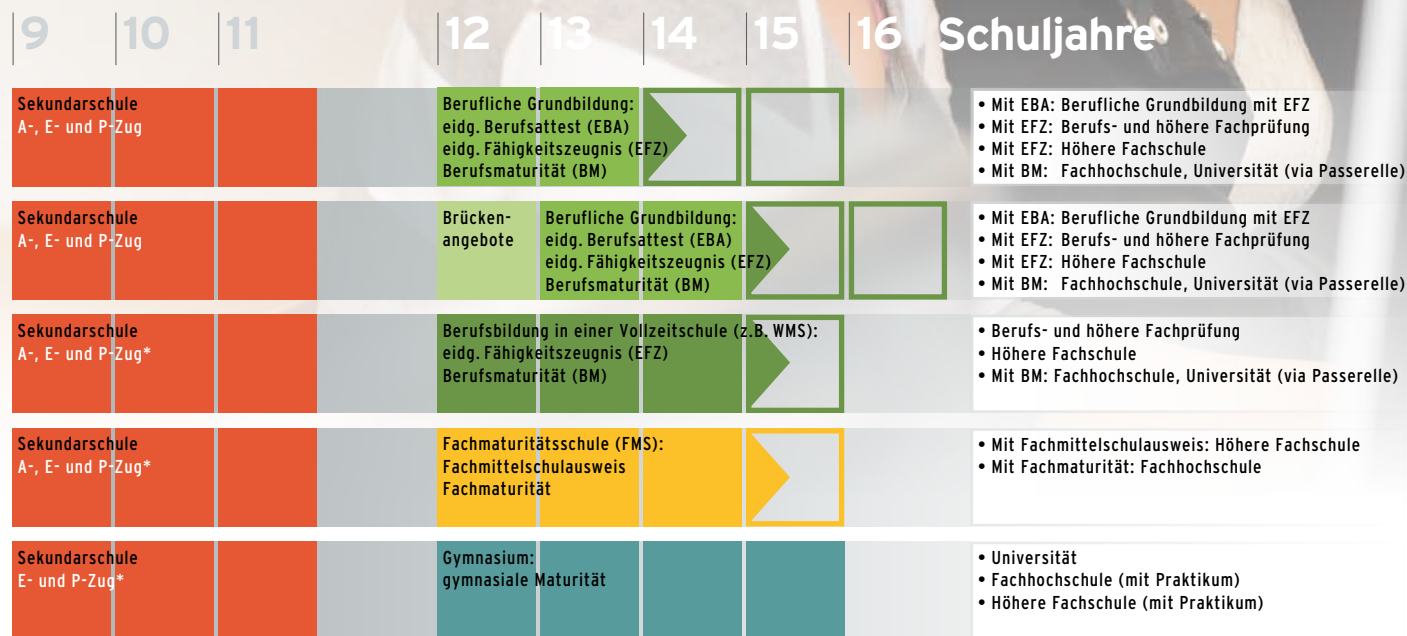 9 10 11 12 13 14 15 16 Schuljahre
Sekundarschule
A-, E- und P-Zug
Berufliche Grundbildung:
eidg. Berufsattest (EBA)
eidg. Fähigkeitszeugnis (EFZ)
Berufsmaturität (BM)
• Mit EBA: Berufliche Grundbildung mit EFZ
• Mit EFZ: Berufs- und höhere Fachprüfung
• Mit EFZ: Höhere Fachschule
• Mit BM: Fachhochschule, Universität (via Passerelle)
Sekundarschule
A-, E- und P-Zug
Brücken-
angebote
Berufliche Grundbildung:
eidg. Berufsattest (EBA)
eidg. Fähigkeitszeugnis (EFZ)
Berufsmaturität (BM)
• Mit EBA: Berufliche Grundbildung mit EFZ
• Mit EFZ: Berufs- und höhere Fachprüfung
• Mit EFZ: Höhere Fachschule
• Mit BM: Fachhochschule, Universität (via Passerelle)
Sekundarschule
A-, E- und P-Zug*
Berufsbildung in einer Vollzeitschule (z.B. WMS):
eidg. Fähigkeitszeugnis (EFZ)
Berufsmaturität (BM)
• Berufs- und höhere Fachprüfung
• Höhere Fachschule
• Mit BM: Fachhochschule, Universität (via Passerelle)
Sekundarschule
A-, E- und P-Zug*
Fachmaturitätsschule (FMS):
Fachmittelschulausweis
Fachmaturität
• Mit Fachmittelschulausweis: Höhere Fachschule
• Mit Fachmaturität: Fachhochschule
Sekundarschule
E- und P-Zug*
Gymnasium:
gymnasiale Maturität
• Universität
• Fachhochschule (mit Praktikum)
• Höhere Fachschule (mit Praktikum)